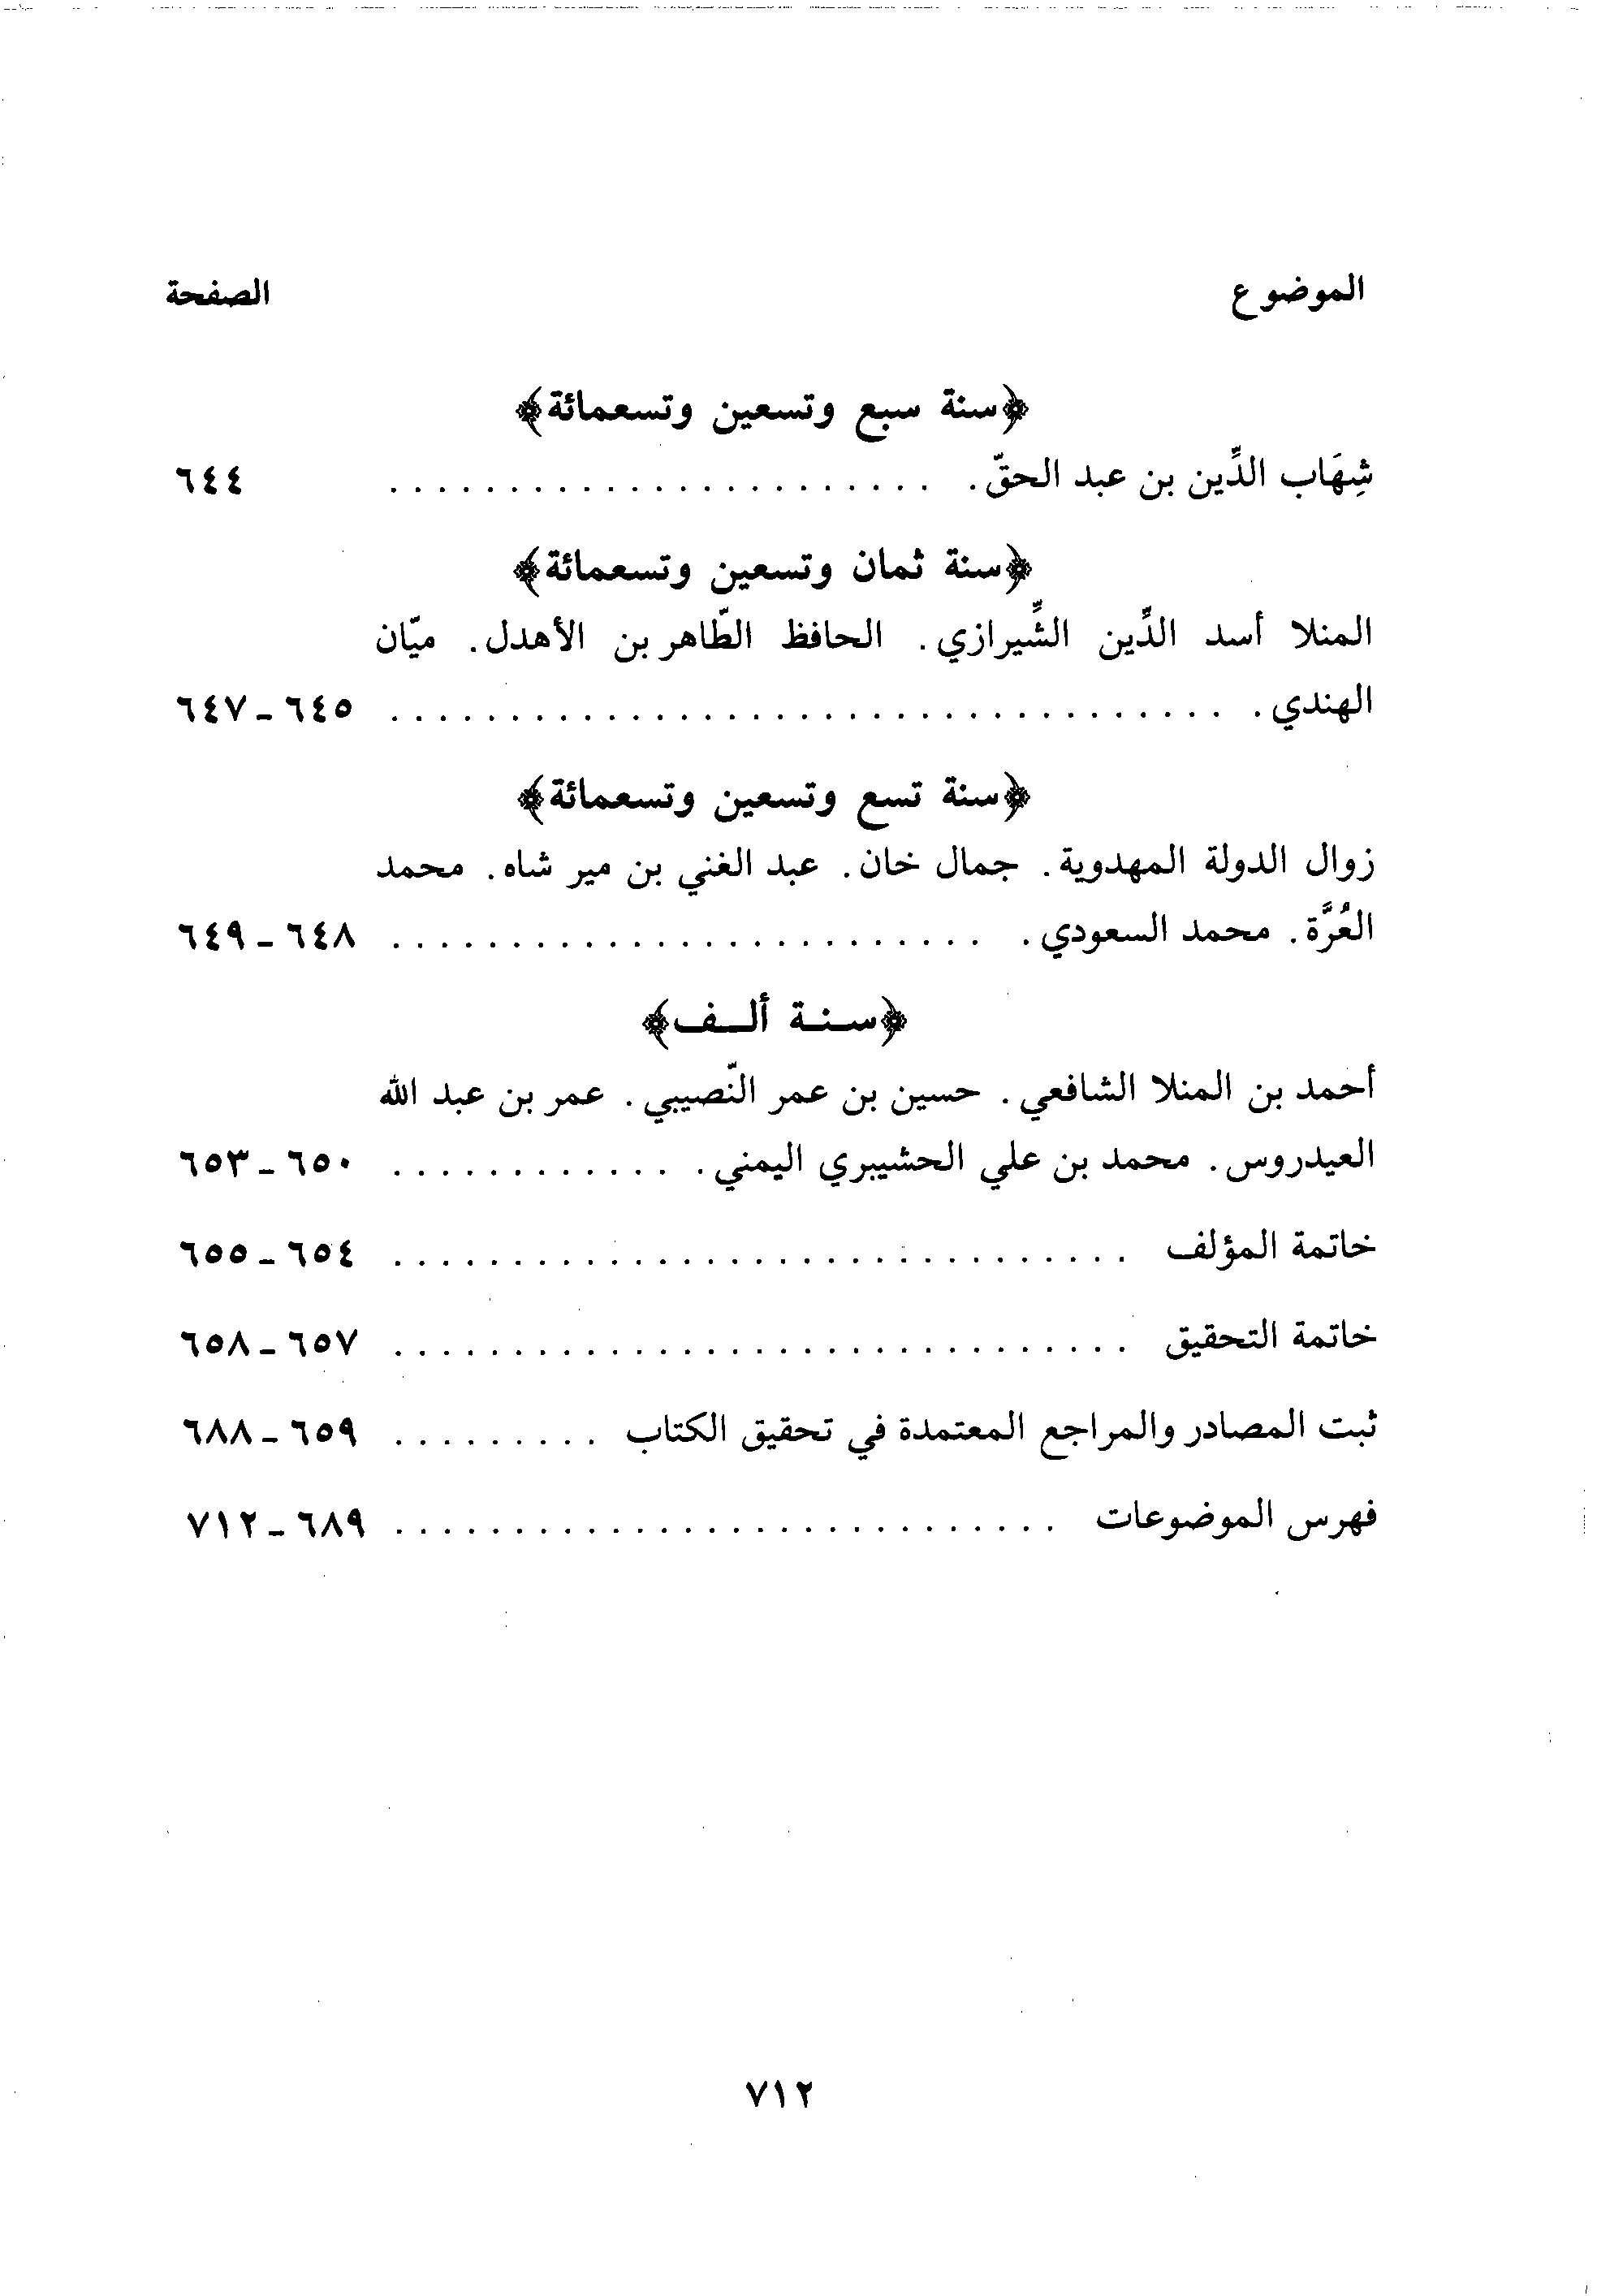 الموضوع الصفحة
﴿سنة سبع وتسعين وتسعمائة﴾
شِهَاب الدِّين بن عبد الحقّ . . . . . . . . . . . . . . . . . . . . . . . . ٦٤٤
﴿سنة ثمان وتسعين وتسعمائة﴾
المنلا أسد الدِّين الشِّيرازي . الحافظ الطّاهر بن الأهدل . ميّان
الهندي . . . . . . . . . . . . . . . . . . . . . . . . . . . . . . . . . . . . ٦٤٥ ـ ٦٤٧
﴿سنة تسع وتسعين وتسعمائة﴾
زوال الدولة المهدوية . جمال خان . عبد الغني بن مير شاه . محمد
العُرَّة . محمد السعودي . . . . . . . . . . . . . . . . . . . . . . . . . . ٦٤٨ ـ ٦٤٩
﴿سنة ألف﴾
أحمد بن المنلا الشافعي . حسين بن عمر النّصيبي . عمر بن عبد الله
العيدروس . محمد بن علي الحشيبري اليمني . . . . . . . . . . . . . ٦٥٠ ـ ٦٥٣
خاتمة المؤلف . . . . . . . . . . . . . . . . . . . . . . . . . . . . . . . ٦٥٤ ـ ٦٥٥
خاتمة التحقيق . . . . . . . . . . . . . . . . . . . . . . . . . . . . . . . ٦٥٧ ـ ٦٥٨
ثبت المصادر والمراجع المعتمدة في تحقيق الكتاب . . . . . . . . . ٦٥٩ ـ ٦٨٨
فهرس الموضوعات . . . . . . . . . . . . . . . . . . . . . . . . . . . . ٦٨٩ ـ ٧١٢
٧١٢